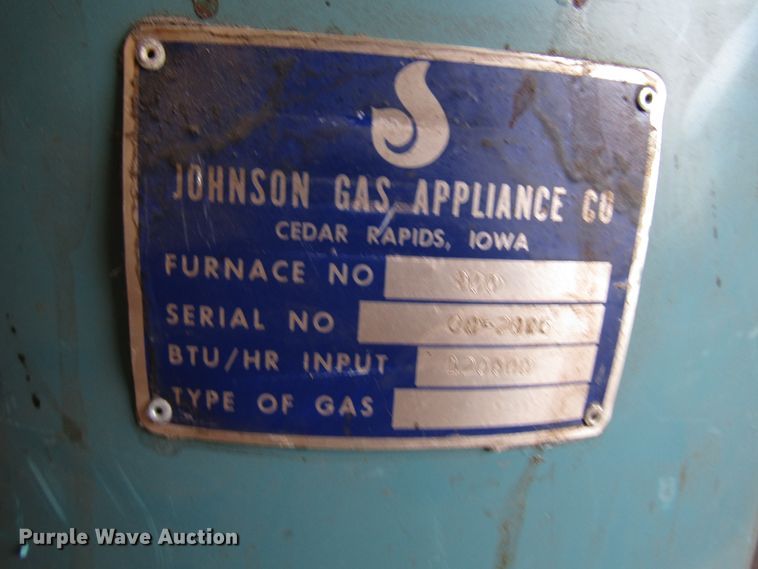 JOHNSON GAS APPLIANCE CO
CEDAR RAPIDS, IOWA
FURNACE NO
SERIAL NO
BTU/HR INPUT
TYPE OF GAS
Purple Wave Auction